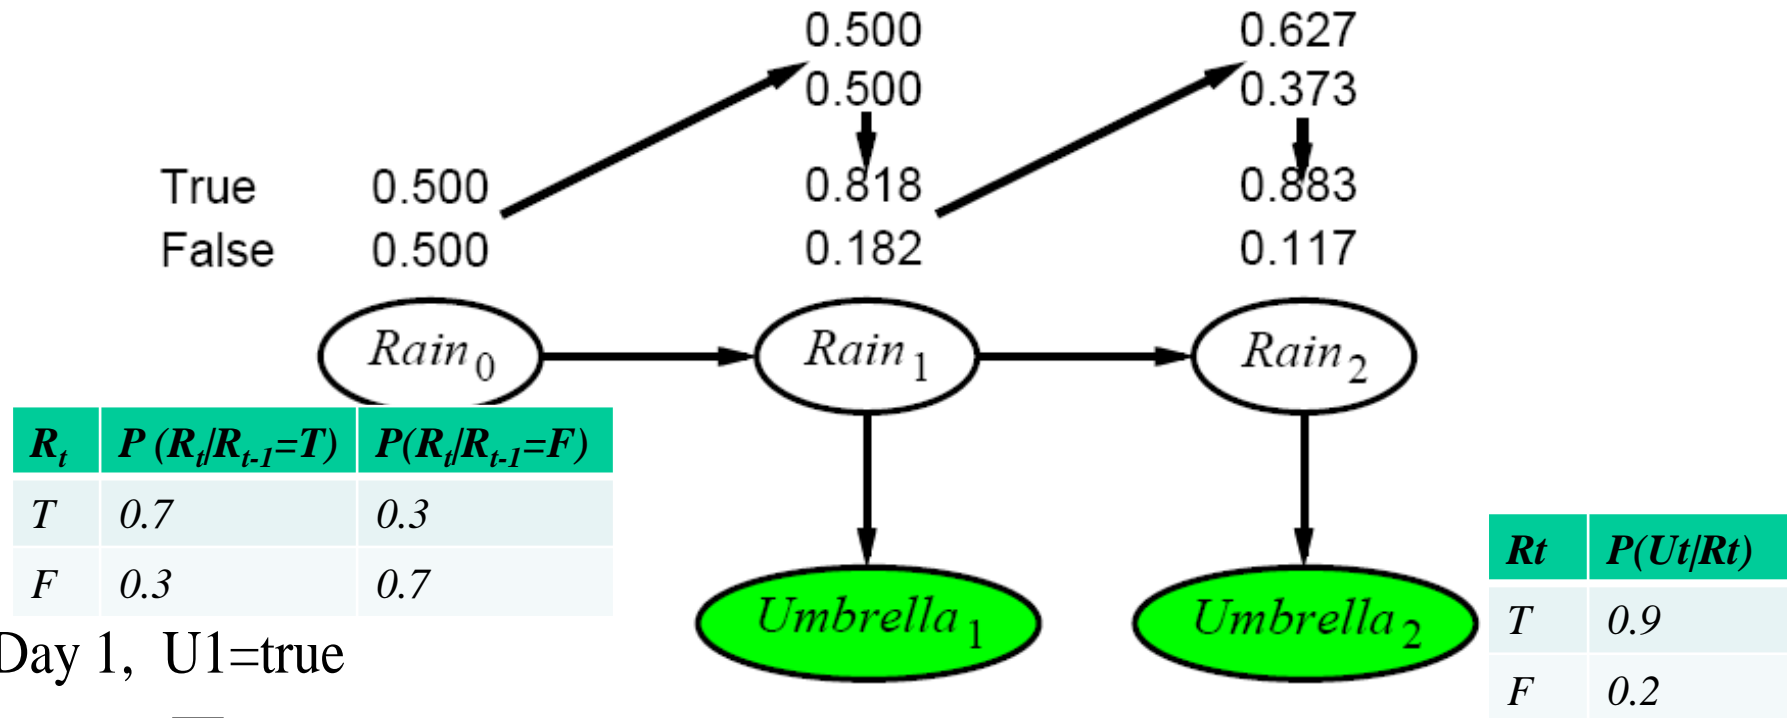 0.500 0.627
0.500 0.373
True 0.500 0.818 0.883
False 0.500 0.182 0.117
Rain0 Rain1 Rain2
Rt P (Rt/Rt-1=T) P(Rt/Rt-1=F)
T 0.7 0.3
F 0.3 0.7
Umbrella1 Umbrella2
Rt P(Ut/Rt)
T 0.9
F 0.2
Day 1, U1=true